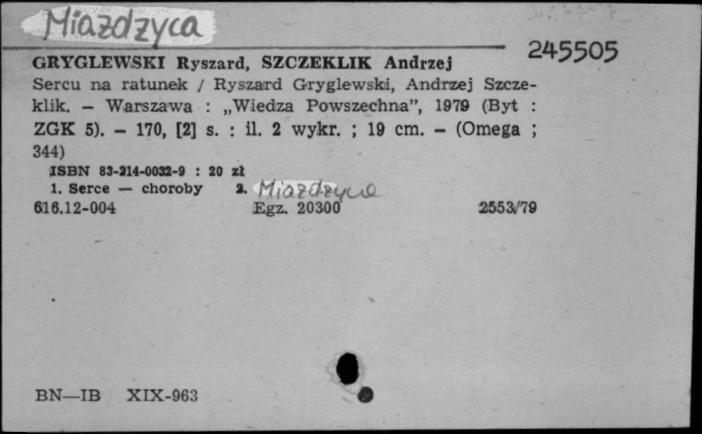 Miazdzyca
245505
GRYGLEWSKI Ryszard, SZCZEKLIK Andrzej
Sercu na ratunek / Ryszard Gryglewski, Andrzej Szcze-
klik. — Warszawa : „Wiedza Powszechna”, 1979 (Byt :
ZGK 5). — 170, [2] s. : il. 2 wykr. ; 19 cm. — (Omega ;
344)
ISBN 83-214-0032-9 : 20 zł
1. Serce — choroby 2. Miazdzyca
616.12-004 Egz. 20300 2553/79
BN—IB XIX-963